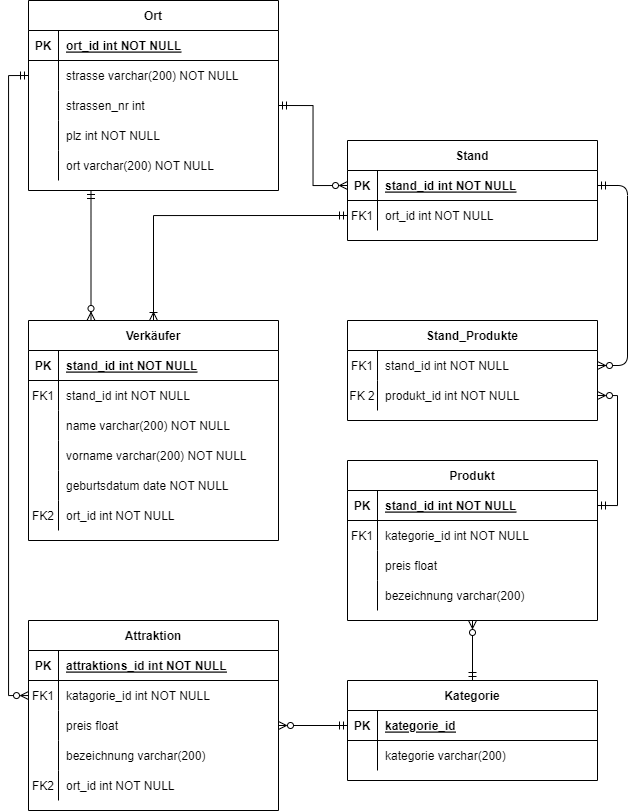 Ort
PK ort_id int NOT NULL
strasse varchar(200) NOT NULL
strassen_nr int
plz int NOT NULL
ort varchar(200) NOT NULL
Stand
PK stand_id int NOT NULL
FK1 ort_id int NOT NULL
Verkäufer
PK stand_id int NOT NULL
FK1 stand_id int NOT NULL
name varchar(200) NOT NULL
vorname varchar(200) NOT NULL
geburtsdatum date NOT NULL
FK2 ort_id int NOT NULL
Stand_Produkte
FK1 stand_id int NOT NULL
FK 2 produkt_id int NOT NULL
Produkt
PK stand_id int NOT NULL
FK1 kategorie_id int NOT NULL
preis float
bezeichnung varchar(200)
Attraktion
PK attraktions_id int NOT NULL
FK1 katagorie_id int NOT NULL
preis float
bezeichnung varchar(200)
FK2 ort_id int NOT NULL
Kategorie
PK kategorie_id
kategorie varchar(200)